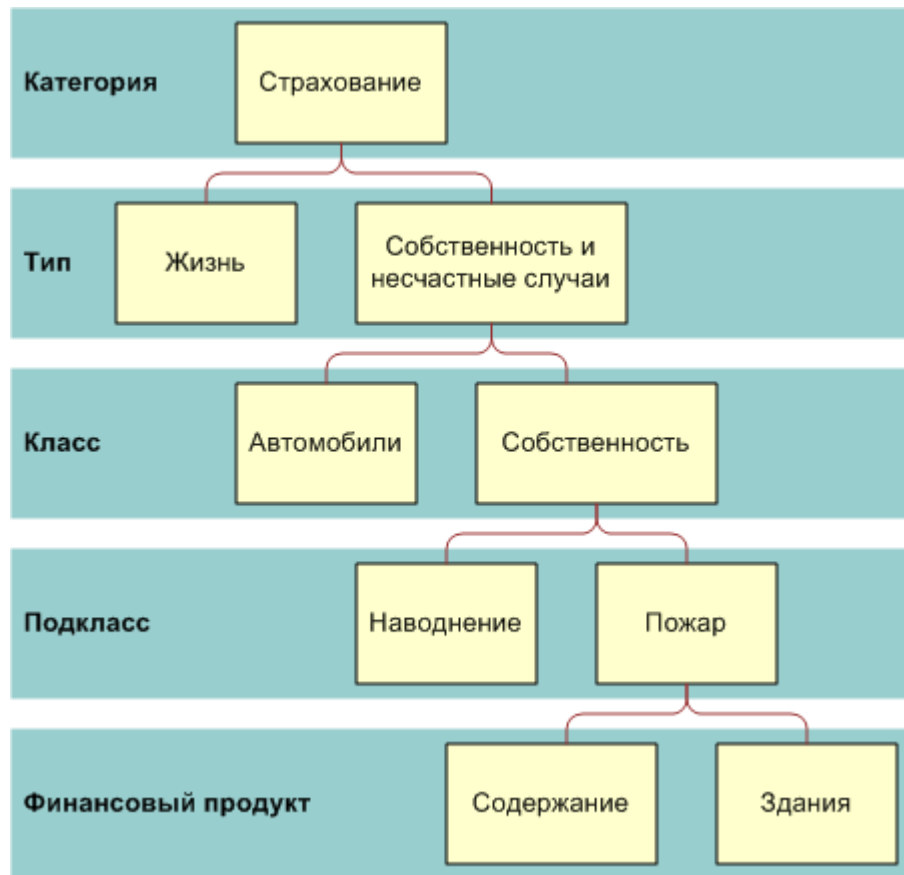 Категория
Страхование
Тип
Жизнь
Собственность и
несчастные случаи
Класс
Автомобили
Собственность
Подкласс
Наводнение
Пожар
Финансовый продукт
Содержание
Здания